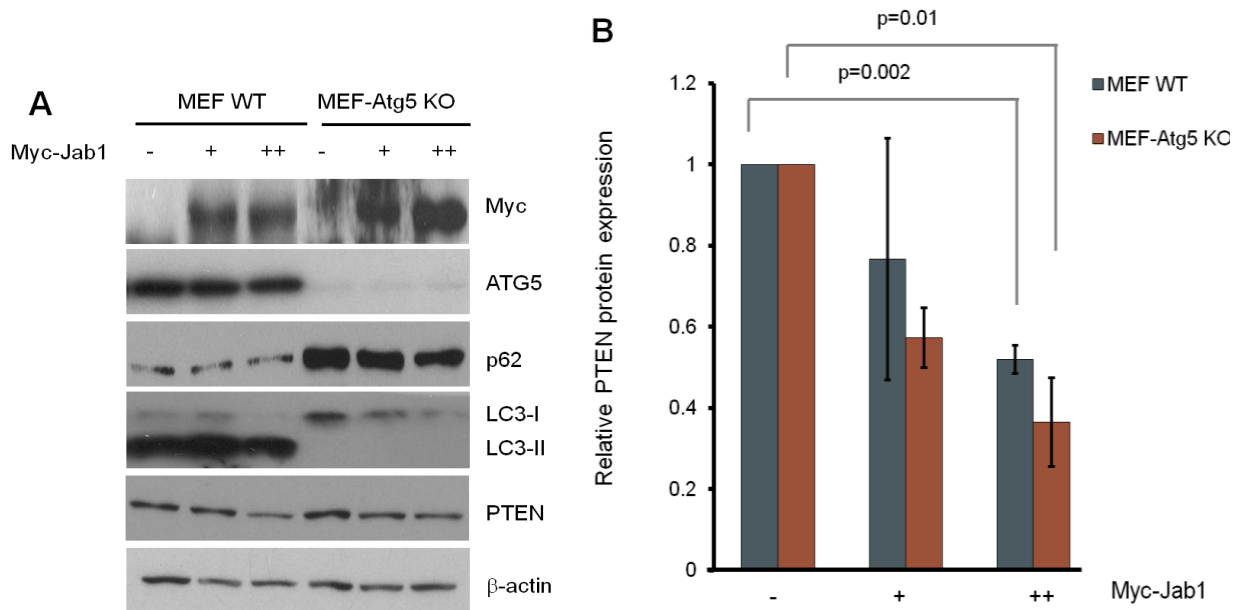 A
MEF WT MEF-Atg5 KO
Myc-Jab1 - + ++ - + ++
Myc
ATG5
p62
LC3-I
LC3-II
PTEN
β-actin
B
p=0.01
p=0.002
MEF WT
MEF-Atg5 KO
Relative PTEN protein expression
1.2
1
0.8
0.6
0.4
0.2
0
- + ++ Myc-Jab1